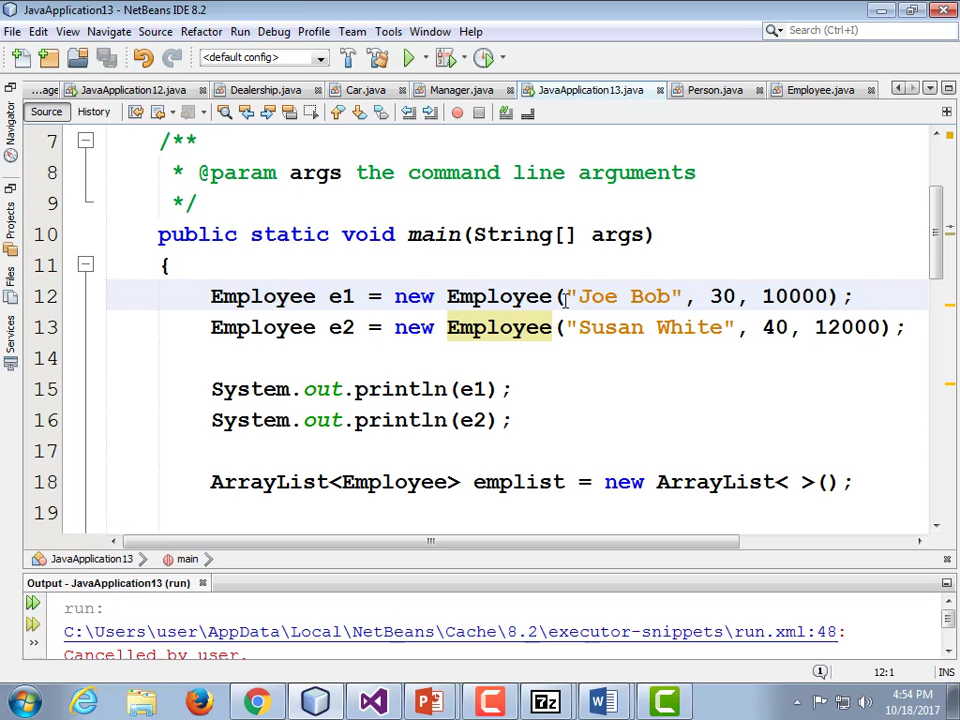 JavaApplication13 - NetBeans IDE 8.2
File Edit View Navigate Source Refactor Run Debug Profile Team Tools Window Help
Search (Ctrl+I)
<default config>
...age JavaApplication12.java Dealership.java Car.java Manager.java JavaApplication13.java Person.java Employee.java
Source History
Navigator
Projects
Files
Services
7 /**
8 * @param args the command line arguments
9 */
10 public static void main(String[] args)
11 {
12 Employee e1 = new Employee("Joe Bob", 30, 10000);
13 Employee e2 = new Employee("Susan White", 40, 12000);
14
15 System.out.println(e1);
16 System.out.println(e2);
17
18 ArrayList<Employee> emplist = new ArrayList< >();
19
JavaApplication13 main
Output - JavaApplication13 (run)
run:
C:\Users\user\AppData\Local\NetBeans\Cache\8.2\executor-snippets\run.xml:48:
Cancelled by user.
1 12:1 INS
4:54 PM
10/18/2017